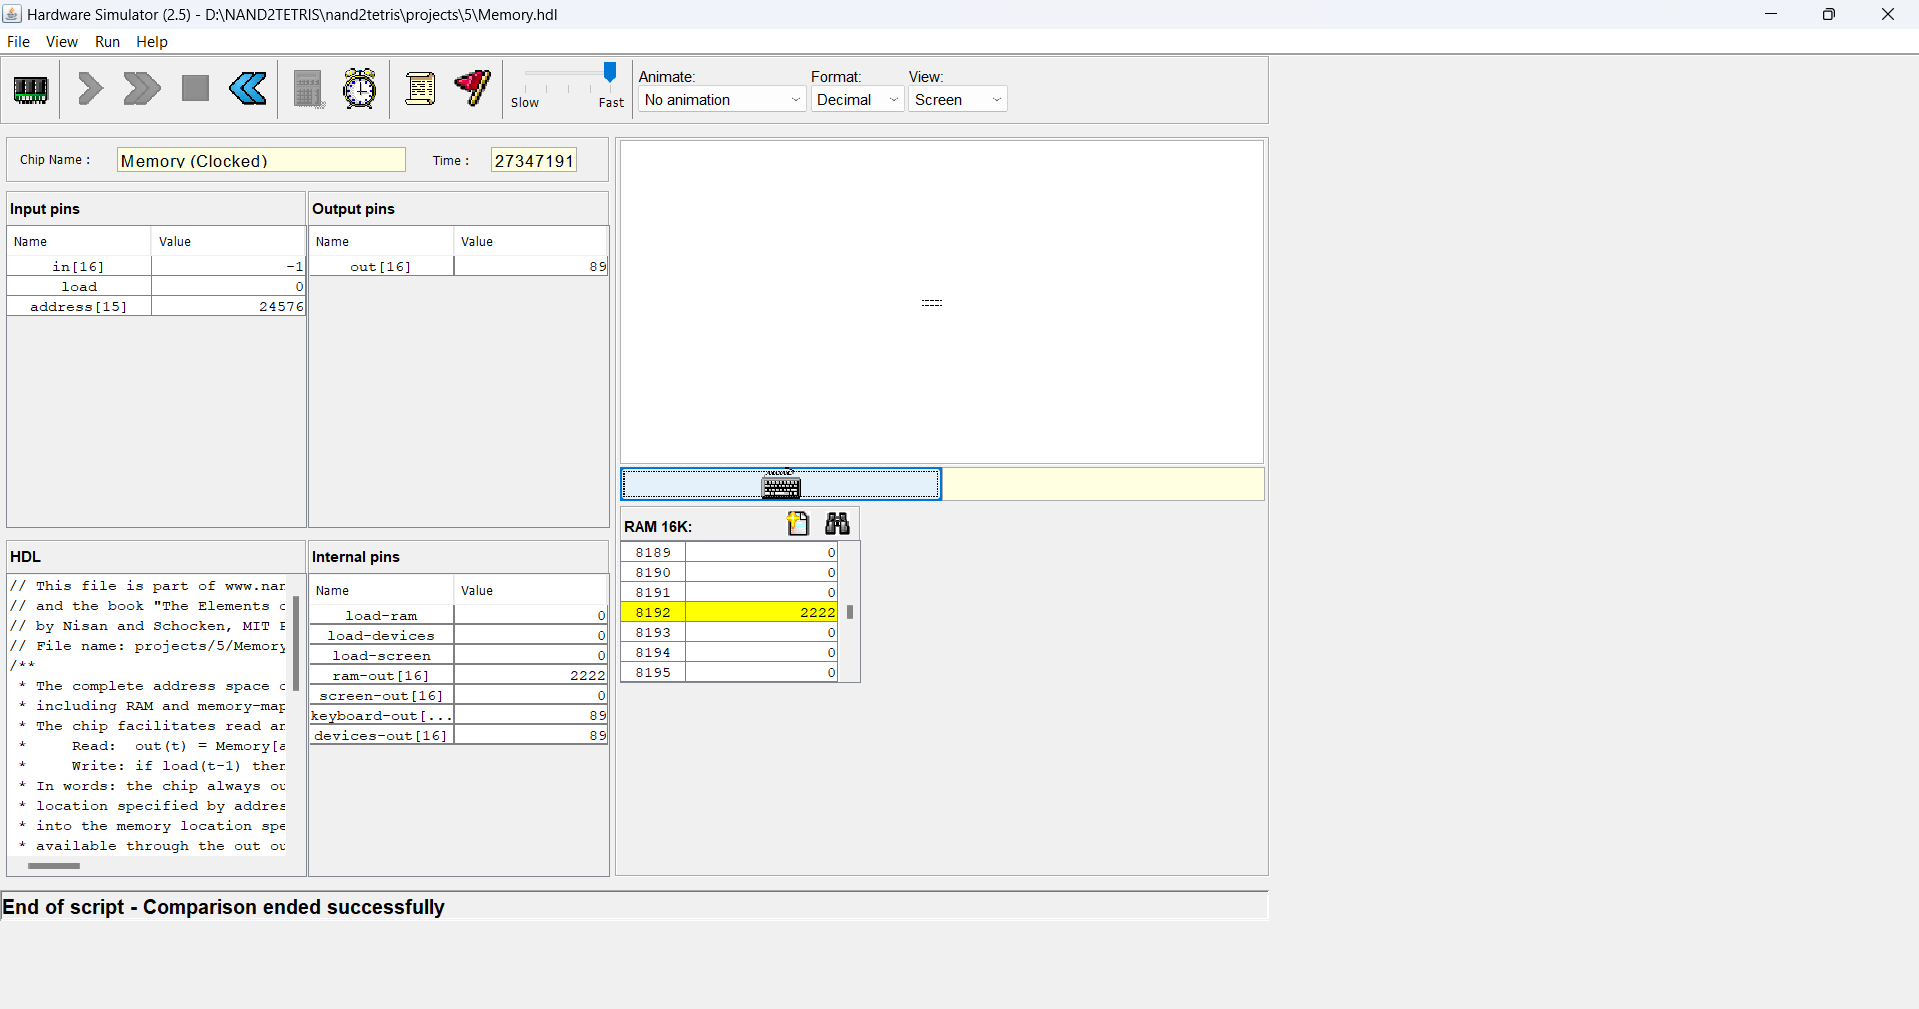 Hardware Simulator (2.5) - D:\NAND2TETRIS\nand2tetris\projects\5\Memory.hdl
File View Run Help
Slow Fast
Animate: Format: View:
No animation Decimal Screen
Chip Name : Memory (Clocked) Time : 27347191
Input pins
Name Value
in[16] -1
load 0
address[15] 24576
Output pins
Name Value
out[16] 89
HDL
// This file is part of www.nan
// and the book "The Elements o
// by Nisan and Schocken, MIT P
// File name: projects/5/Memory
/**
* The complete address space o
* including RAM and memory-map
* The chip facilitates read an
* Read: out(t) = Memory[a
* Write: if load(t-1) then
* In words: the chip always ou
* location specified by addres
* into the memory location spe
* available through the out ou
Internal pins
Name Value
load-ram 0
load-devices 0
load-screen 0
ram-out[16] 2222
screen-out[16] 0
keyboard-out[... 89
devices-out[16] 89
RAM 16K:
8189 0
8190 0
8191 0
8192 2222
8193 0
8194 0
8195 0
End of script - Comparison ended successfully